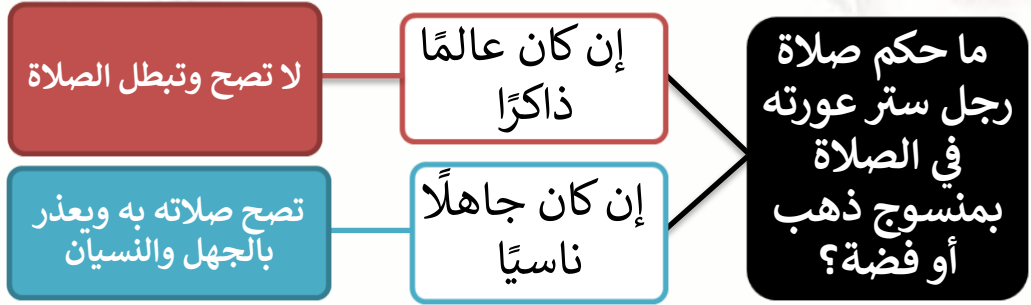 ما حكم صلاة
رجل ستر عورته
في الصلاة
بمنسوج ذهب
أو فضة؟
إن كان عالمًا
ذاكرًا
لا تصح وتبطل الصلاة
إن كان جاهلًا
ناسيًا
تصح صلاته به ويعذر
بالجهل والنسيان